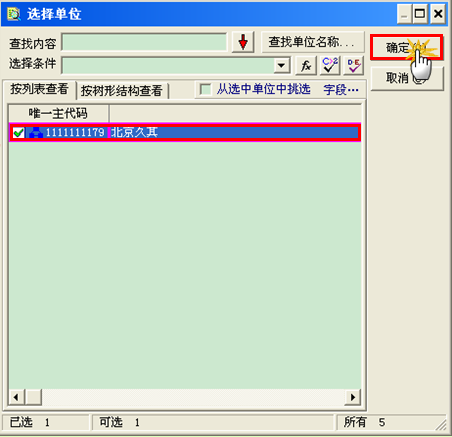 选择单位
查找内容
查找单位名称...
确定
选择条件
fx
取消
按列表查看 按树形结构查看 从选中单位中挑选 字段...
唯一主代码
1111111179 北京久其
已选 1 可选 1 所有 5